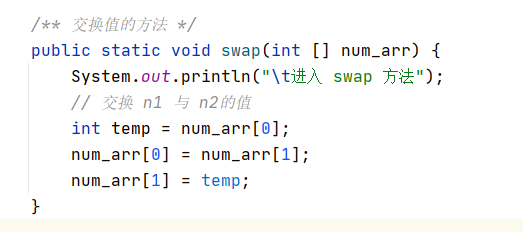 /** 交换值的方法 */
public static void swap(int [] num_arr) {
    System.out.println("\t进入 swap 方法");
    // 交换 n1 与 n2的值
    int temp = num_arr[0];
    num_arr[0] = num_arr[1];
    num_arr[1] = temp;
}